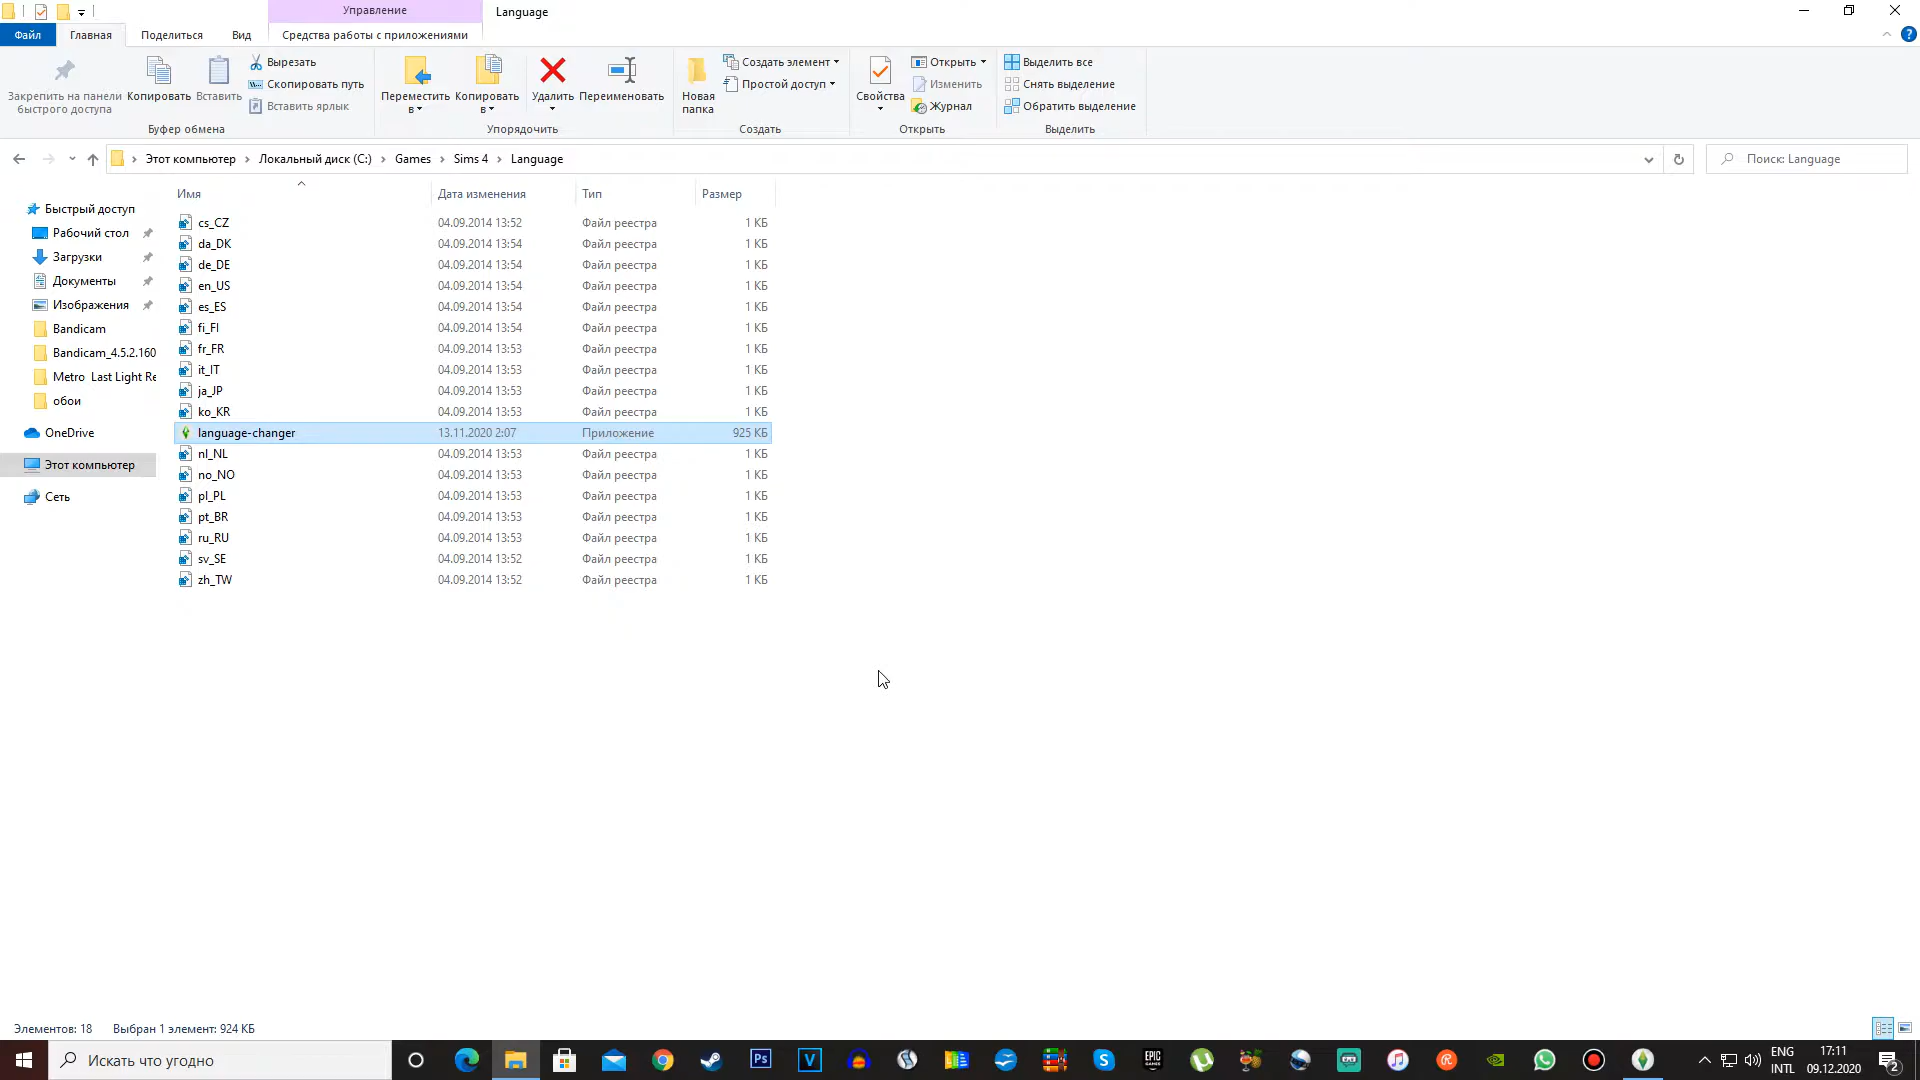 Управление
Language
Файл
Главная
Поделиться
Вид
Средства работы с приложениями
Закрепить на панели
быстрого доступа
Копировать
Вставить
Вырезать
Скопировать путь
Вставить ярлык
Буфер обмена
Переместить
в
Копировать
в
Удалить
Переименовать
Упорядочить
Новая
папка
Создать элемент
Простой доступ
Создать
Свойства
Открыть
Изменить
Журнал
Открыть
Выделить все
Снять выделение
Обратить выделение
Выделить
Этот компьютер
Локальный диск (C:)
Games
Sims 4
Language
Поиск: Language
Быстрый доступ
Рабочий стол
Загрузки
Документы
Изображения
Bandicam
Bandicam_4.5.2.160
Metro Last Light Re
обои
OneDrive
Этот компьютер
Сеть
Имя Дата изменения Тип Размер
cs_CZ 04.09.2014 13:52 Файл реестра 1 КБ
da_DK 04.09.2014 13:54 Файл реестра 1 КБ
de_DE 04.09.2014 13:54 Файл реестра 1 КБ
en_US 04.09.2014 13:54 Файл реестра 1 КБ
es_ES 04.09.2014 13:54 Файл реестра 1 КБ
fi_FI 04.09.2014 13:54 Файл реестра 1 КБ
fr_FR 04.09.2014 13:53 Файл реестра 1 КБ
it_IT 04.09.2014 13:53 Файл реестра 1 КБ
ja_JP 04.09.2014 13:53 Файл реестра 1 КБ
ko_KR 04.09.2014 13:53 Файл реестра 1 КБ
language-changer 13.11.2020 2:07 Приложение 925 КБ
nl_NL 04.09.2014 13:53 Файл реестра 1 КБ
no_NO 04.09.2014 13:53 Файл реестра 1 КБ
pl_PL 04.09.2014 13:53 Файл реестра 1 КБ
pt_BR 04.09.2014 13:53 Файл реестра 1 КБ
ru_RU 04.09.2014 13:53 Файл реестра 1 КБ
sv_SE 04.09.2014 13:52 Файл реестра 1 КБ
zh_TW 04.09.2014 13:52 Файл реестра 1 КБ
Элементов: 18 Выбран 1 элемент: 924 КБ
Искать что угодно
Ps
V
EPIC
GAMES
ENG
INTL
17:11
09.12.2020
2